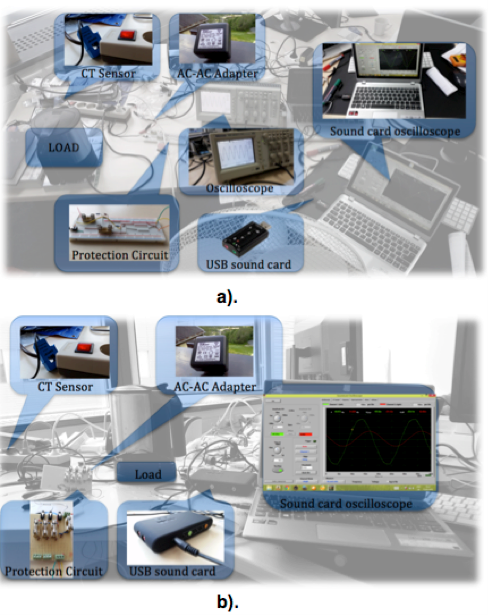 CT Sensor
AC-AC Adapter
Sound card oscilloscope
LOAD
Oscilloscope
Protection Circuit
USB sound card
a).
CT Sensor
AC-AC Adapter
Load
Sound card oscilloscope
Protection Circuit
USB sound card
b).